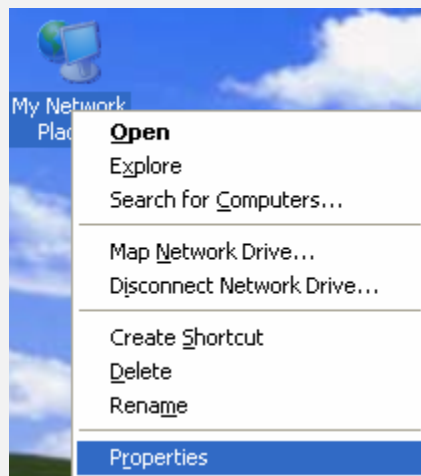 My Network
Plac
Open
Explore
Search for Computers...
Map Network Drive...
Disconnect Network Drive...
Create Shortcut
Delete
Rename
Properties